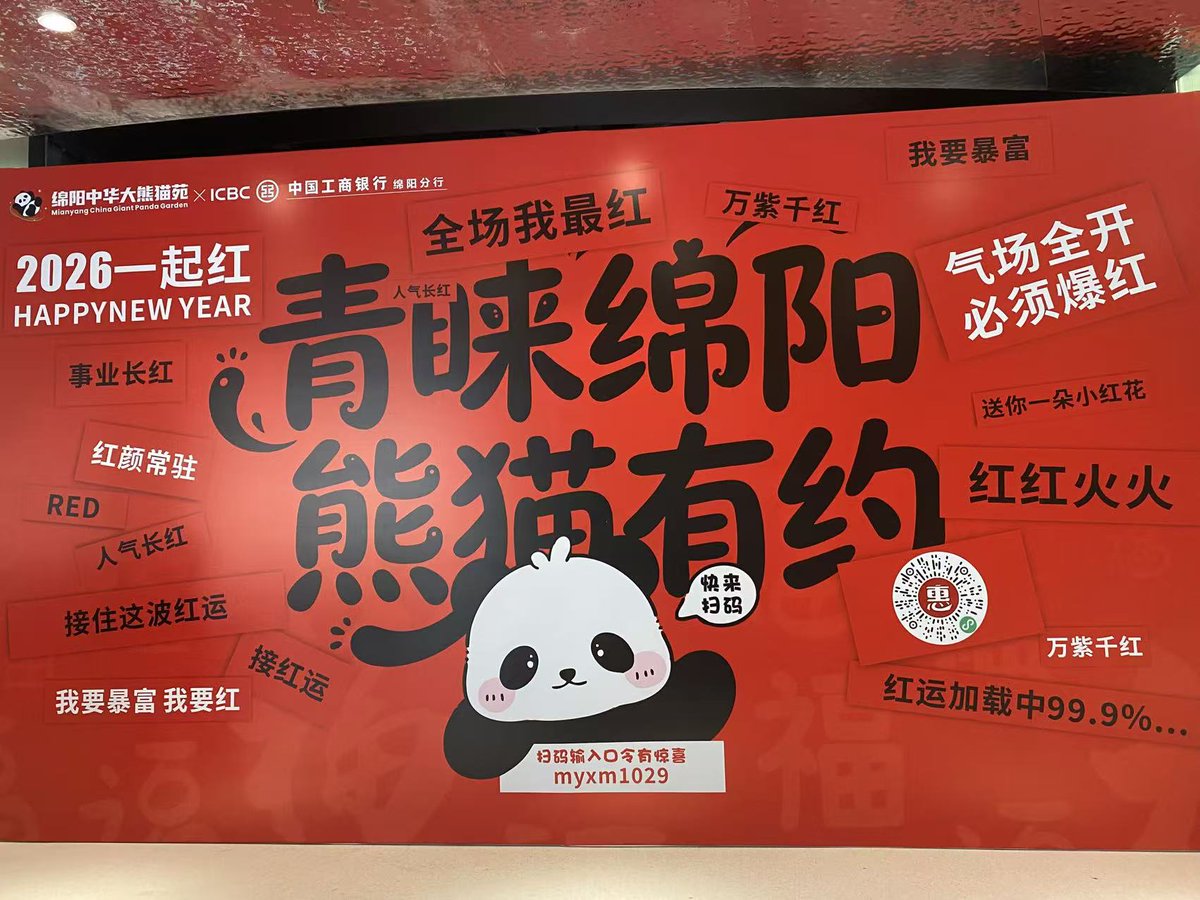 绵阳中华大熊猫苑 × ICBC 中国工商银行 绵阳分行
Mianyang China Giant Panda Garden
我要暴富
全场我最红
万紫千红
气场全开
必须爆红
2026一起红
HAPPYNEW YEAR
人气长红
青睐绵阳
熊猫有约
事业长红
送你一朵小红花
红颜常驻
红红火火
RED
人气长红
快来
扫码
惠
接住这波红运
万紫千红
接红运
我要暴富 我要红
红运加载中99.9%...
扫码输入口令有惊喜
myxm1029
福